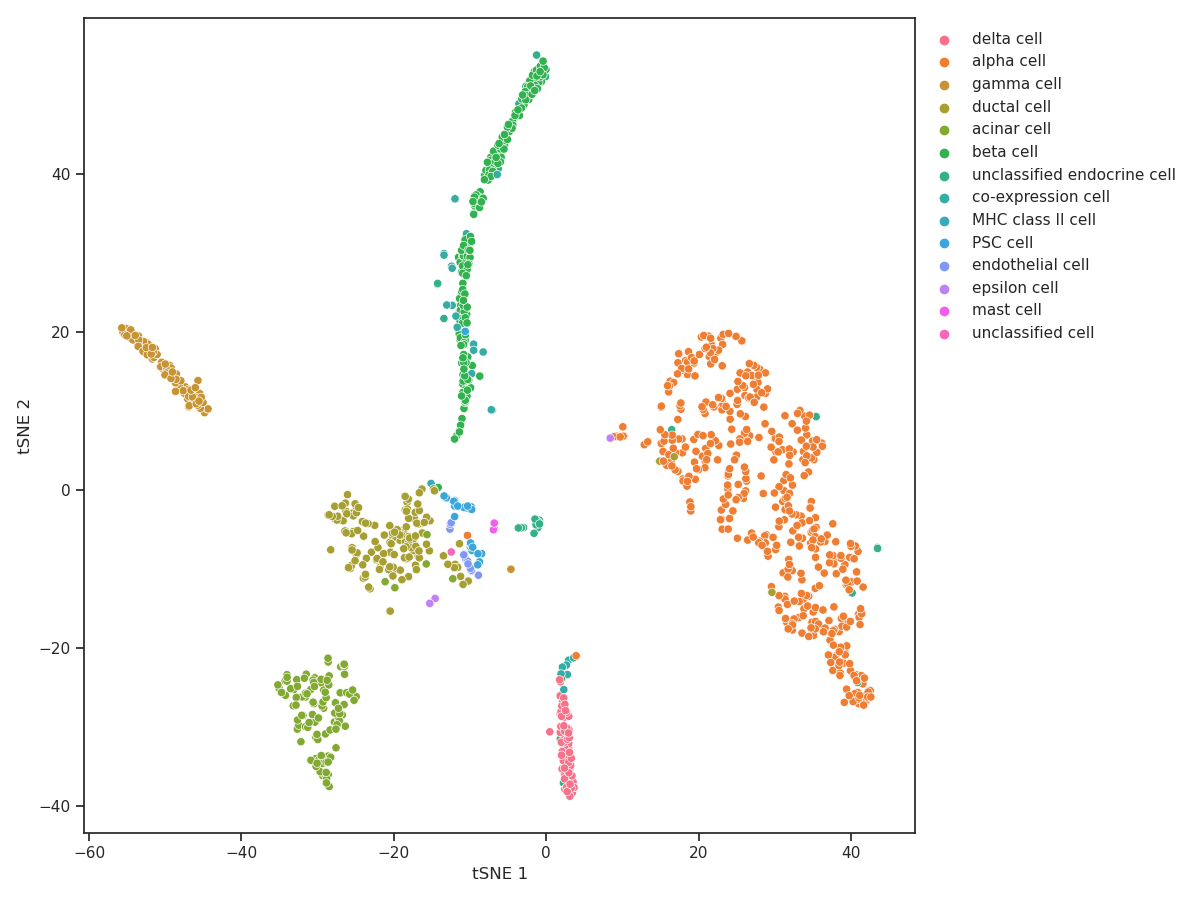 delta cell
alpha cell
gamma cell
ductal cell
acinar cell
beta cell
unclassified endocrine cell
co-expression cell
MHC class II cell
PSC cell
endothelial cell
epsilon cell
mast cell
unclassified cell
tSNE 2
40
20
0
−20
−40
−60
−40
−20
0
20
40
tSNE 1